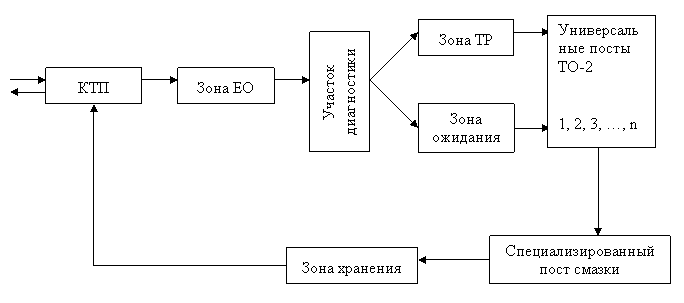 КТП
Зона ЕО
Участок
диагностики
Зона ТР
Зона
ожидания
Универсаль
ные посты
ТО-2
1, 2, 3, …, n
Специализированный
пост смазки
Зона хранения